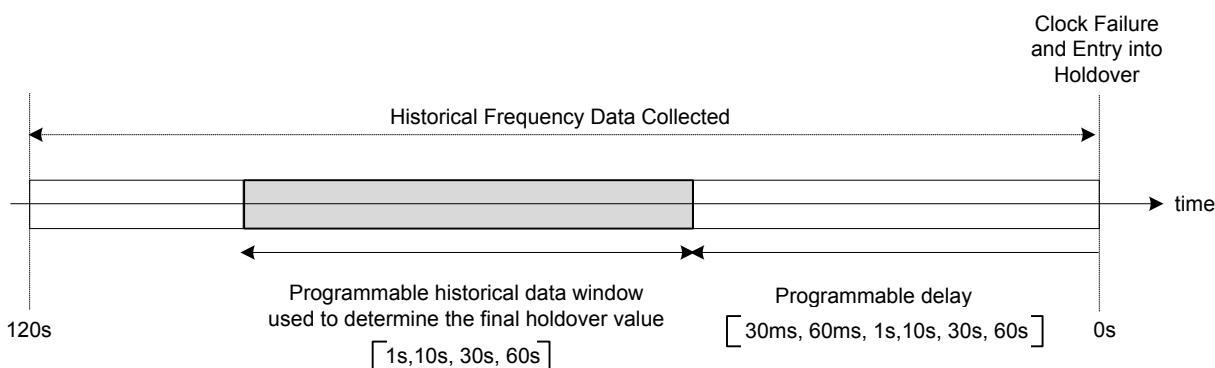 Clock Failure
and Entry into
Holdover
Historical Frequency Data Collected
time
Programmable historical data window
used to determine the final holdover value
[1s,10s, 30s, 60s]
Programmable delay
[30ms, 60ms, 1s,10s, 30s, 60s]
120s
0s